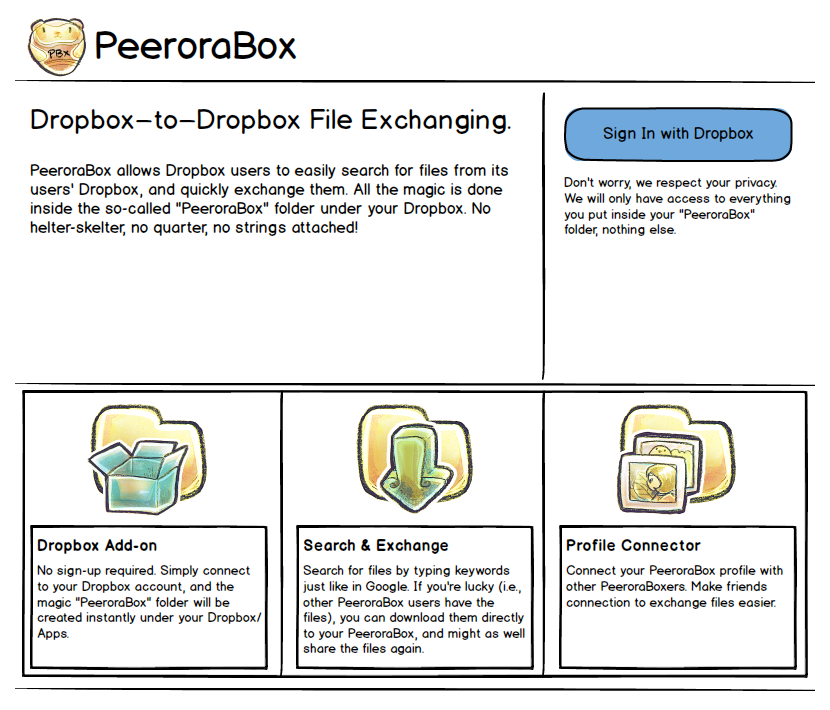 PBx
PeeroraBox
Dropbox-to-Dropbox File Exchanging.
PeeroraBox allows Dropbox users to easily search for files from its
users' Dropbox, and quickly exchange them. All the magic is done
inside the so-called "PeeroraBox" folder under your Dropbox. No
helter-skelter, no quarter, no strings attached!
Sign In with Dropbox
Don't worry, we respect your privacy.
We will only have access to everything
you put inside your "PeeroraBox"
folder, nothing else.
Dropbox Add-on
No sign-up required. Simply connect
to your Dropbox account, and the
magic "PeeroraBox" folder will be
created instantly under your Dropbox/
Apps.
Search & Exchange
Search for files by typing keywords
just like in Google. If you're lucky (i.e.,
other PeeroraBox users have the
files), you can download them directly
to your PeeroraBox, and might as well
share the files again.
Profile Connector
Connect your PeeroraBox profile with
other PeeroraBoxers. Make friends
connection to exchange files easier.